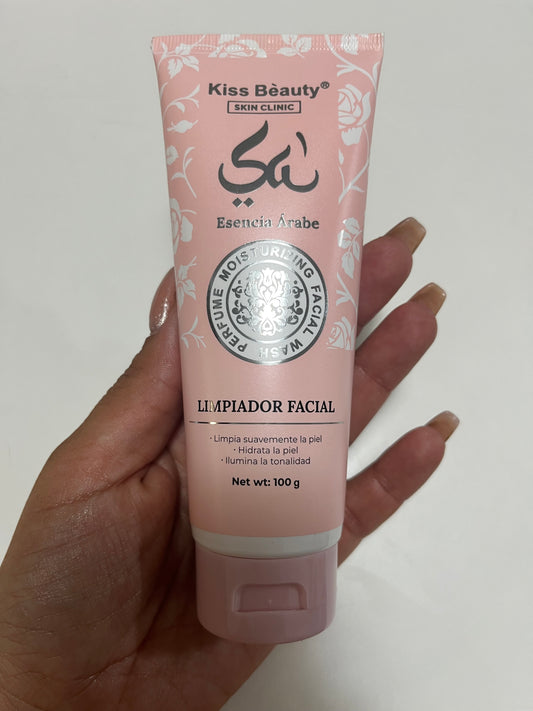 Kiss Bèauty®
SKIN CLINIC
Esencia Árabe
PERFUME MOISTURIZING FACIAL WASH
LIMPIADOR FACIAL
· Limpia suavemente la piel
· Hidrata la piel
· Ilumina la tonalidad
Net wt: 100 g